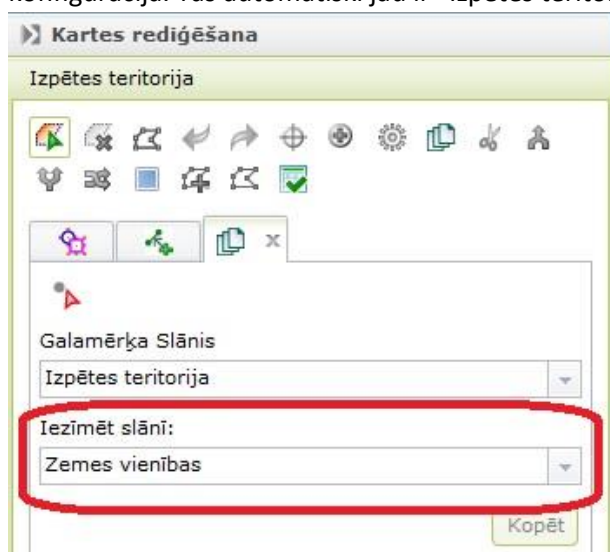 Kartes rediģēšana
Izpētes teritorija
Galamērķa Slānis
Izpētes teritorija
Iezīmēt slānī:
Zemes vienības
Kopēt